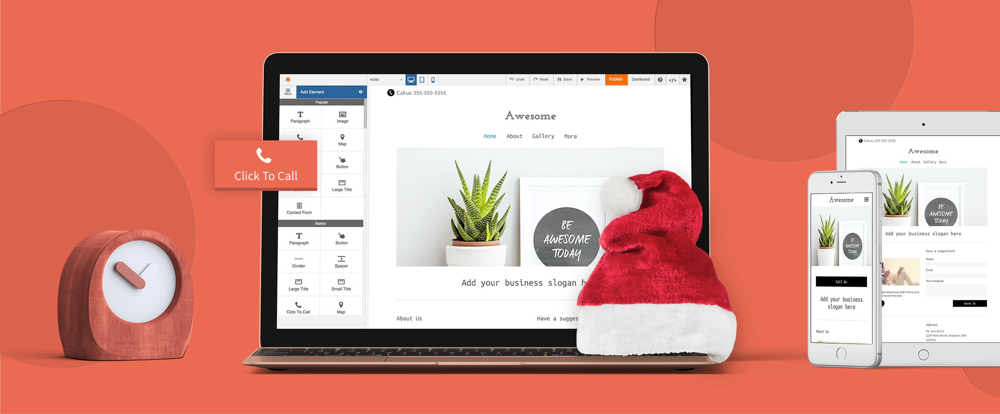 HOME
Undo
Redo
Save
Preview
Publish
Dashboard
</>
Menu
Add Element
Popular
Paragraph
Image
Map
Click To Call
Button
Large Title
Contact Form
Basics
Paragraph
Button
Divider
Spacer
Large Title
Small Title
Click To Call
Map
Call us: 555-555-5555
Awesome
Home About Gallery More
BE
AWESOME
TODAY
Add your business slogan
About Us
Have a
Awesome
BE
AWESOME
TODAY
Call Us
Add your business
slogan here
About Us
Call us: 555-555-5555
Awesome
Home About Gallery More
BE
AWESOME
TODAY
Add your business slogan here
Have a suggestion?
Name
Email
Your feedback
about yourself in here, just
to edit the text.
Send It
Address
Mr. John Smith
1234 Main Street, Anytown, USA
123456